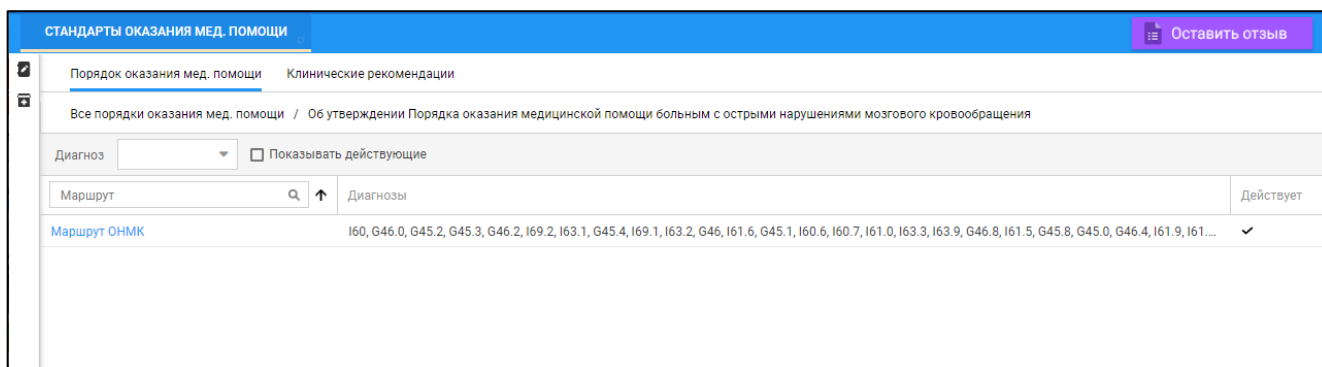 СТАНДАРТЫ ОКАЗАНИЯ МЕД. ПОМОЩИ
Оставить отзыв
Порядок оказания мед. помощи Клинические рекомендации
Все порядки оказания мед. помощи / Об утверждении Порядка оказания медицинской помощи больным с острыми нарушениями мозгового кровообращения
Диагноз Показывать действующие
Маршрут Диагнозы Действует
Маршрут ОНМК I60, G46.0, G45.2, G45.3, G46.2, I69.2, I63.1, G45.4, I69.1, I63.2, G46, I61.6, G45.1, I60.6, I60.7, I61.0, I63.3, I63.9, G46.8, I61.5, G45.8, G45.0, G46.4, I61.9, I61....